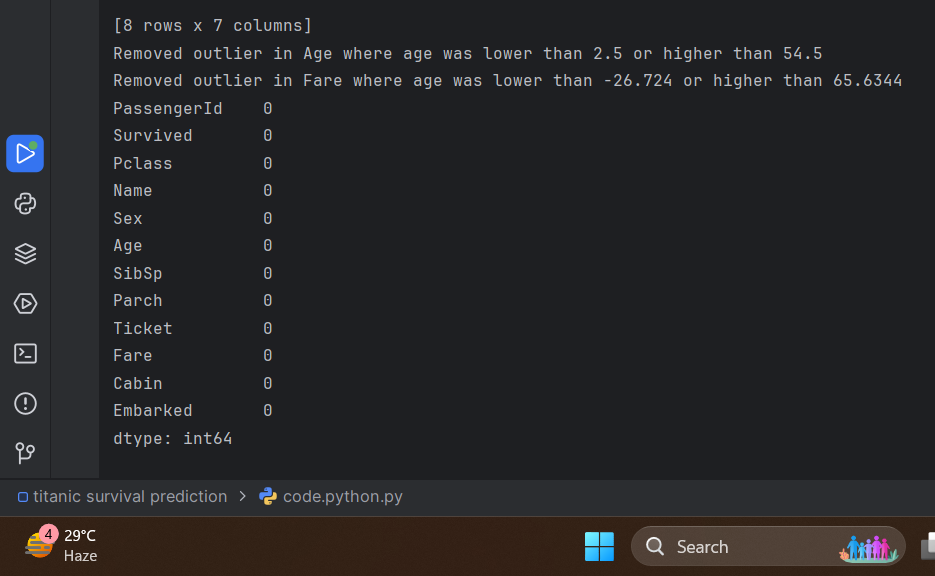 [8 rows x 7 columns]
Removed outlier in Age where age was lower than 2.5 or higher than 54.5
Removed outlier in Fare where age was lower than -26.724 or higher than 65.6344
PassengerId    0
Survived       0
Pclass         0
Name           0
Sex            0
Age            0
SibSp          0
Parch          0
Ticket         0
Fare           0
Cabin          0
Embarked       0
dtype: int64
titanic survival prediction > code.python.py
4
29°C
Haze
Search